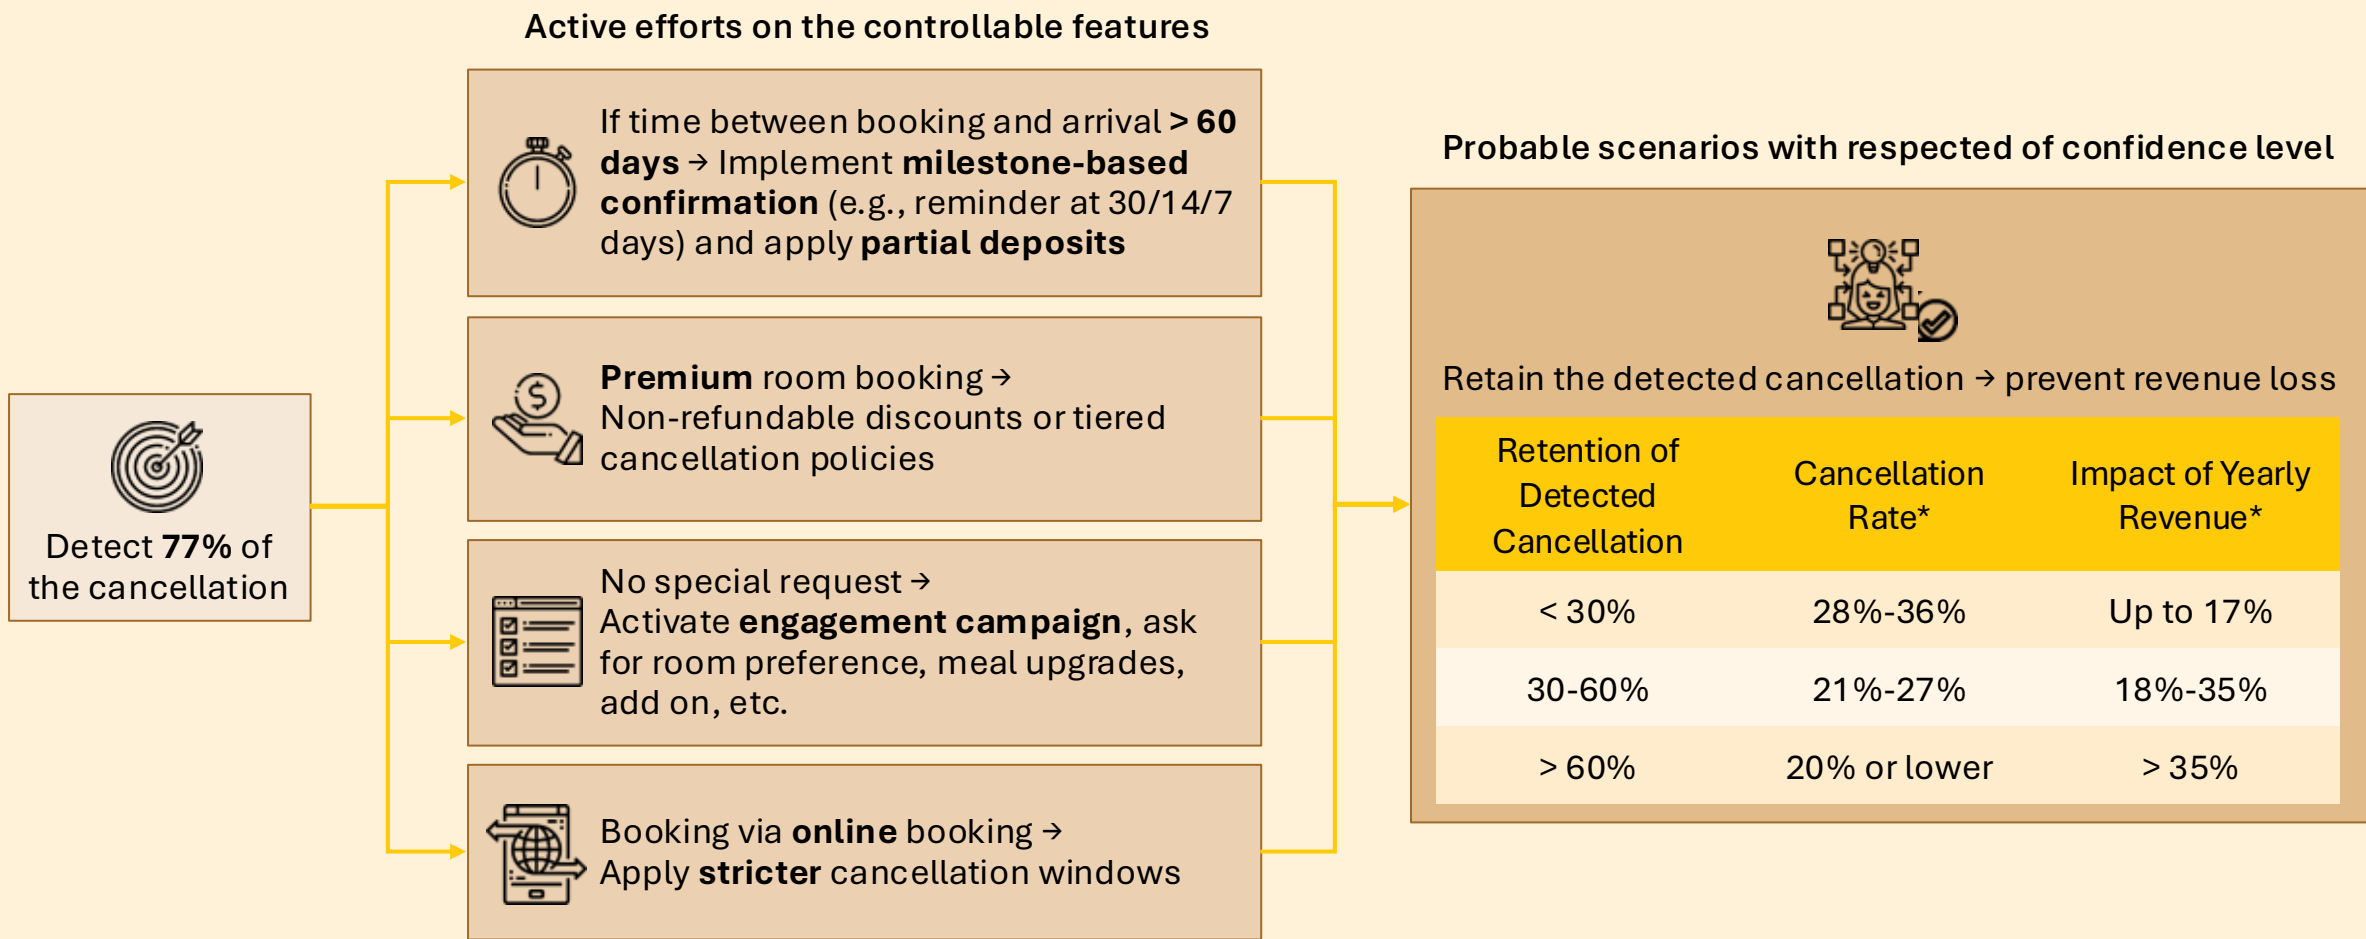 Active efforts on the controllable features
Detect 77% of
the cancellation
If time between booking and arrival > 60
days → Implement milestone-based
confirmation (e.g., reminder at 30/14/7
days) and apply partial deposits
Premium room booking →
Non-refundable discounts or tiered
cancellation policies
No special request →
Activate engagement campaign, ask
for room preference, meal upgrades,
add on, etc.
Booking via online booking →
Apply stricter cancellation windows
Probable scenarios with respected of confidence level
Retain the detected cancellation → prevent revenue loss
Retention of
Detected
Cancellation
Cancellation
Rate*
Impact of Yearly
Revenue*
< 30% 28%-36% Up to 17%
30-60% 21%-27% 18%-35%
> 60% 20% or lower > 35%